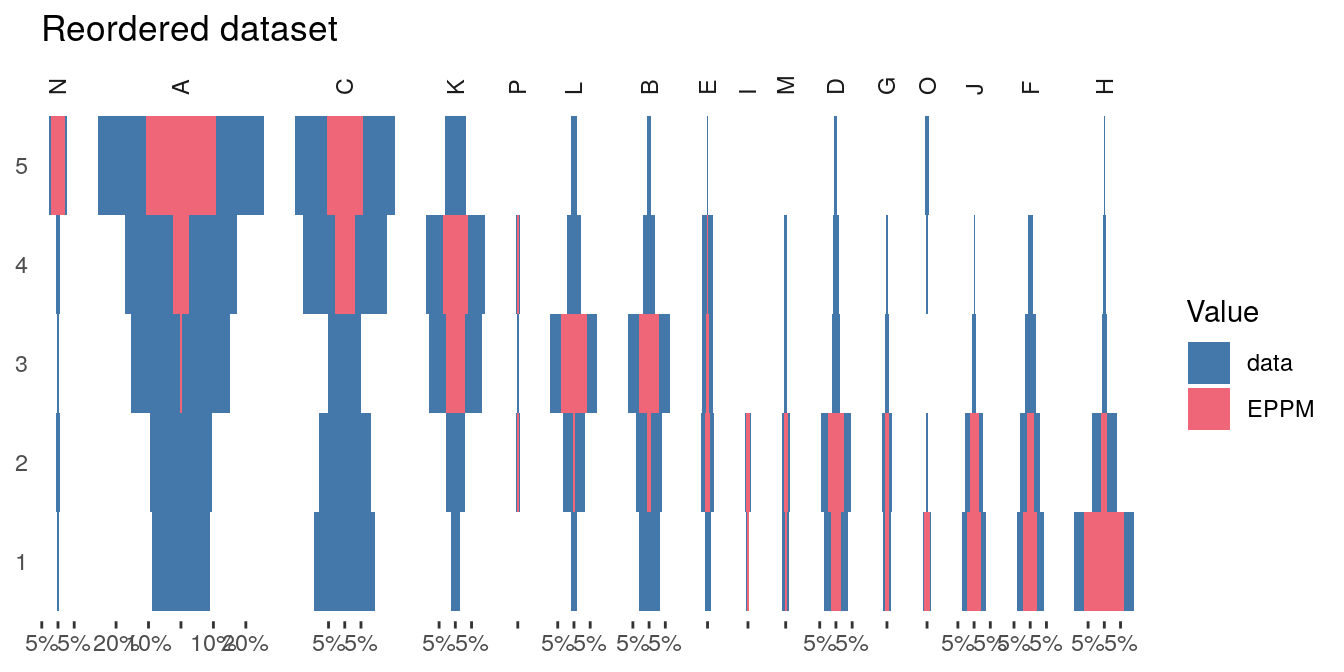 Reordered dataset
N A C K P L B E I M D G O J F H
5
4
3
2
1
5% 5% 20% 10% 10% 20% 5% 5% 5% 5% 5% 5% 5% 5% 5% 5% 5% 5% 5% 5% 5% 5%
Value
data
EPPM